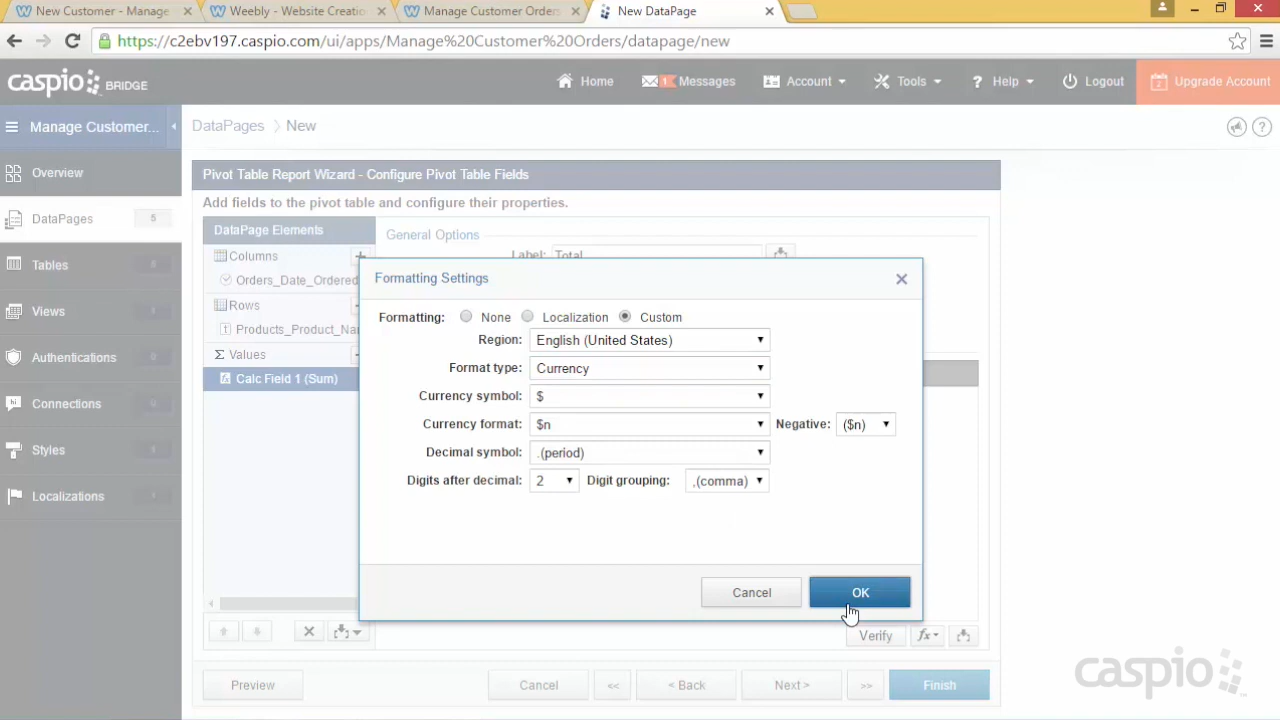 New Customer - Manage
Weebly - Website Creation
Manage Customer Orders
New DataPage
https://c2ebv197.caspio.com/ui/apps/Manage%20Customer%20Orders/datapage/new
caspio BRIDGE
Home
1 Messages
Account
Tools
Help
Logout
Upgrade Account
Manage Customer...
DataPages
New
Overview
DataPages 5
Tables
Views
Authentications
Connections
Styles
Localizations
Pivot Table Report Wizard - Configure Pivot Table Fields
Add fields to the pivot table and configure their properties.
DataPage Elements
General Options
Columns
Label: Total
Orders_Date_Ordered
Rows
Products_Product_Na
Σ Values
Calc Field 1 (Sum)
Formatting Settings
Formatting: None Localization Custom
Region: English (United States)
Format type: Currency
Currency symbol: $
Currency format: $n Negative: ($n)
Decimal symbol: .(period)
Digits after decimal: 2 Digit grouping: ,(comma)
Cancel OK
Verify fx
Preview Cancel << < Back Next > >> Finish
caspio